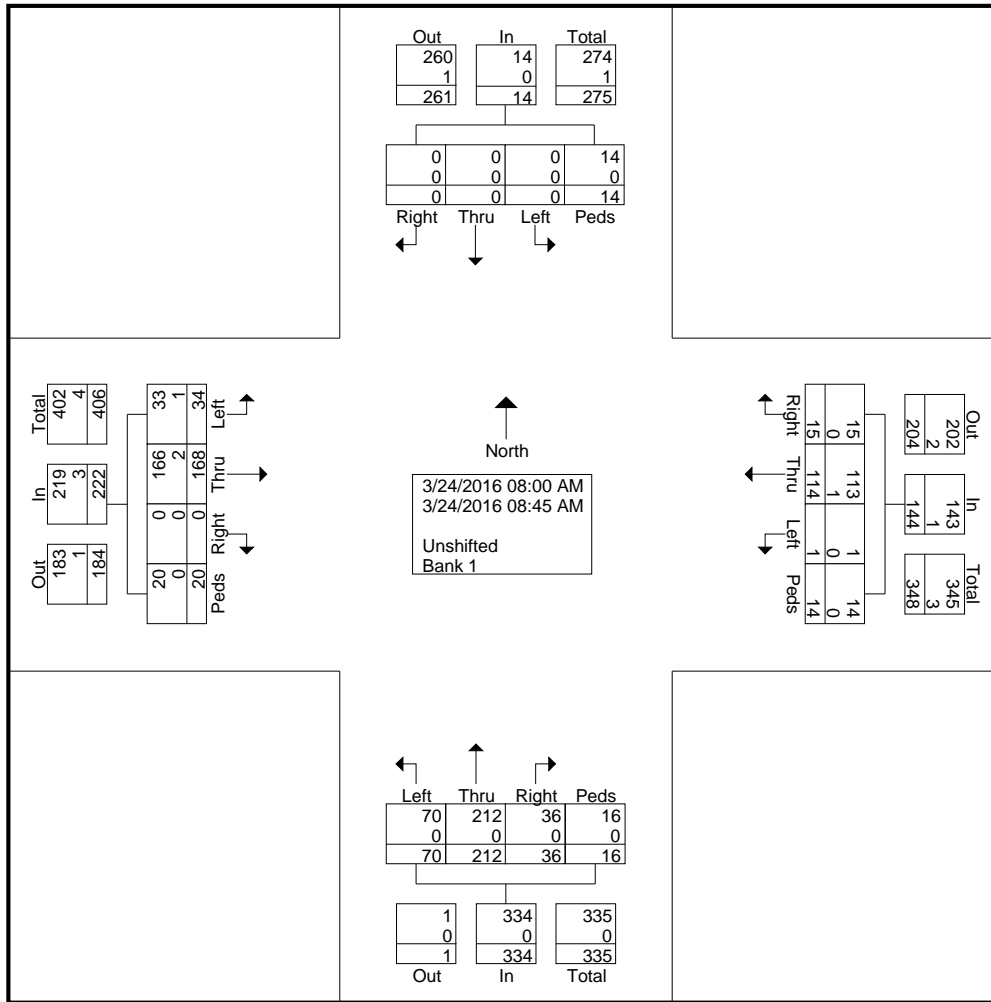 Out In Total
260 14 274
1 0 1
261 14 275
0 0 0 14
0 0 0 0
0 0 0 14
Right Thru Left Peds
Total
402 4 406
In
219 3 222
Out
183 1 184
33 1 34
Left
166 2 168
Thru
0 0 0
Right
20 0 20
Peds
North
3/24/2016 08:00 AM
3/24/2016 08:45 AM
Unshifted
Bank 1
Right
15 0 15
Thru
114 1 113
Left
1 0 1
Peds
14 0 14
Out
204 2 202
In
144 1 143
Total
348 3 345
Left Thru Right Peds
70 212 36 16
0 0 0 0
70 212 36 16
1 334 335
0 0 0
1 334 335
Out In Total